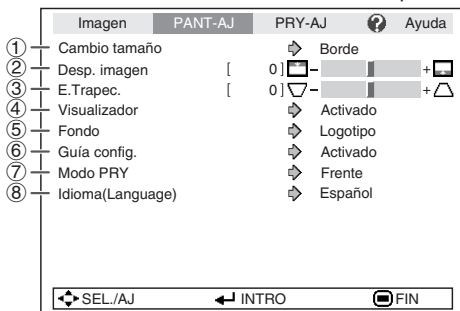 Imagen PANT-AJ PRY-AJ ? Ayuda
① Cambio tamaño Borde
② Desp. imagen [ 0 ] – +
③ E.Trapec. [ 0 ] – +
④ Visualizador Activado
⑤ Fondo Logotipo
⑥ Guía config. Activado
⑦ Modo PRY Frente
⑧ Idioma(Language) Español
SEL./AJ INTRO FIN